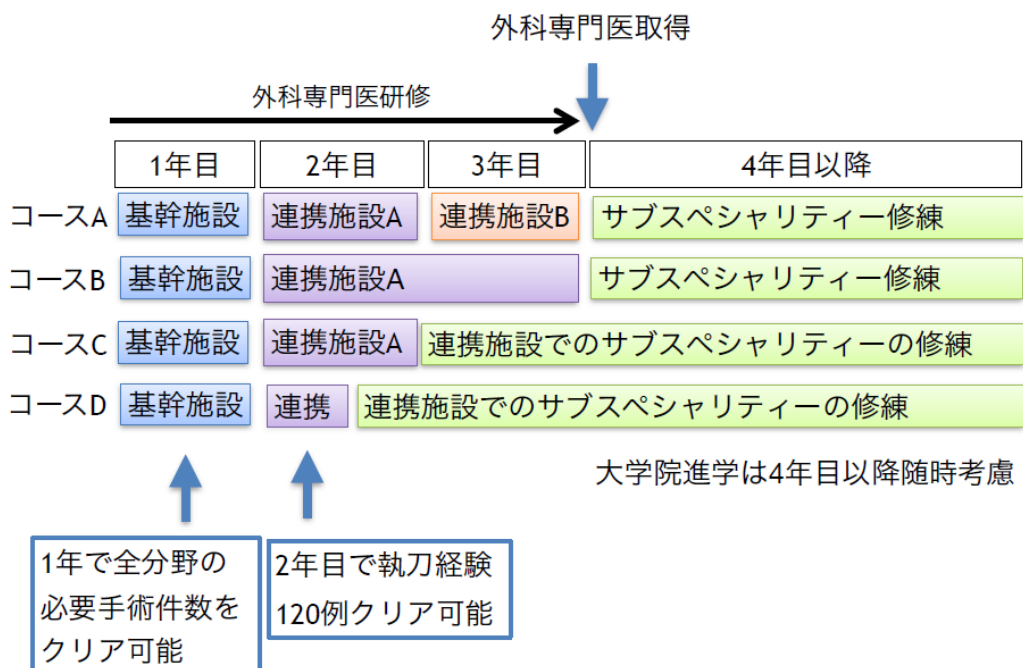 外科専門医取得
外科専門医研修
1年目 2年目 3年目 4年目以降
コースA 基幹施設 連携施設A 連携施設B サブスペシャリティー修練
コースB 基幹施設 連携施設A サブスペシャリティー修練
コースC 基幹施設 連携施設A 連携施設でのサブスペシャリティーの修練
コースD 基幹施設 連携 連携施設でのサブスペシャリティーの修練
大学院進学は4年目以降随時考慮
1年で全分野の
必要手術件数を
クリア可能
2年目で執刀経験
120例クリア可能